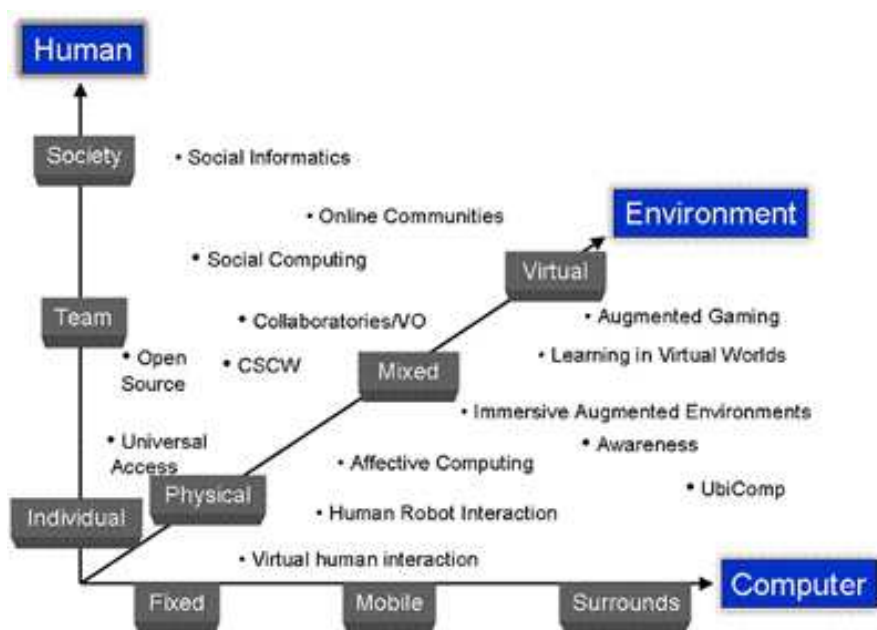 Human
Society
• Social Informatics
• Online Communities
Environment
• Social Computing
Virtual
Team
• Collaboratories/VO
• Augmented Gaming
• Open
Source
• CSCW
Mixed
• Learning in Virtual Worlds
• Immersive Augmented Environments
• Universal
Access
• Awareness
• Affective Computing
Physical
• UbiComp
Individual
• Human Robot Interaction
• Virtual human interaction
Computer
Fixed
Mobile
Surrounds